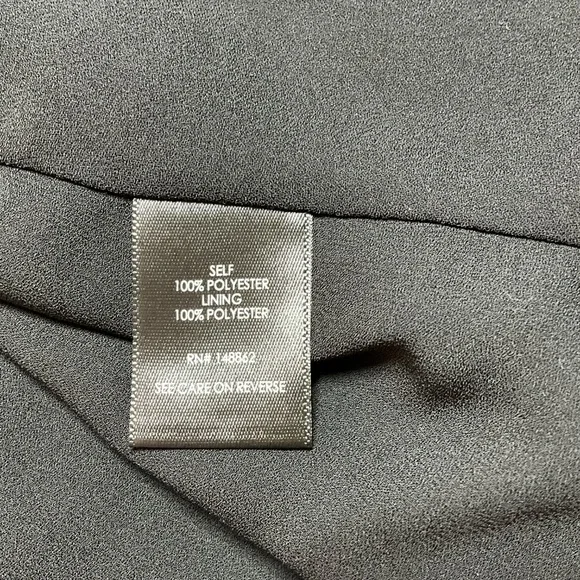 SELF
100% POLYESTER
LINING
100% POLYESTER
RN# 148862
SEE CARE ON REVERSE